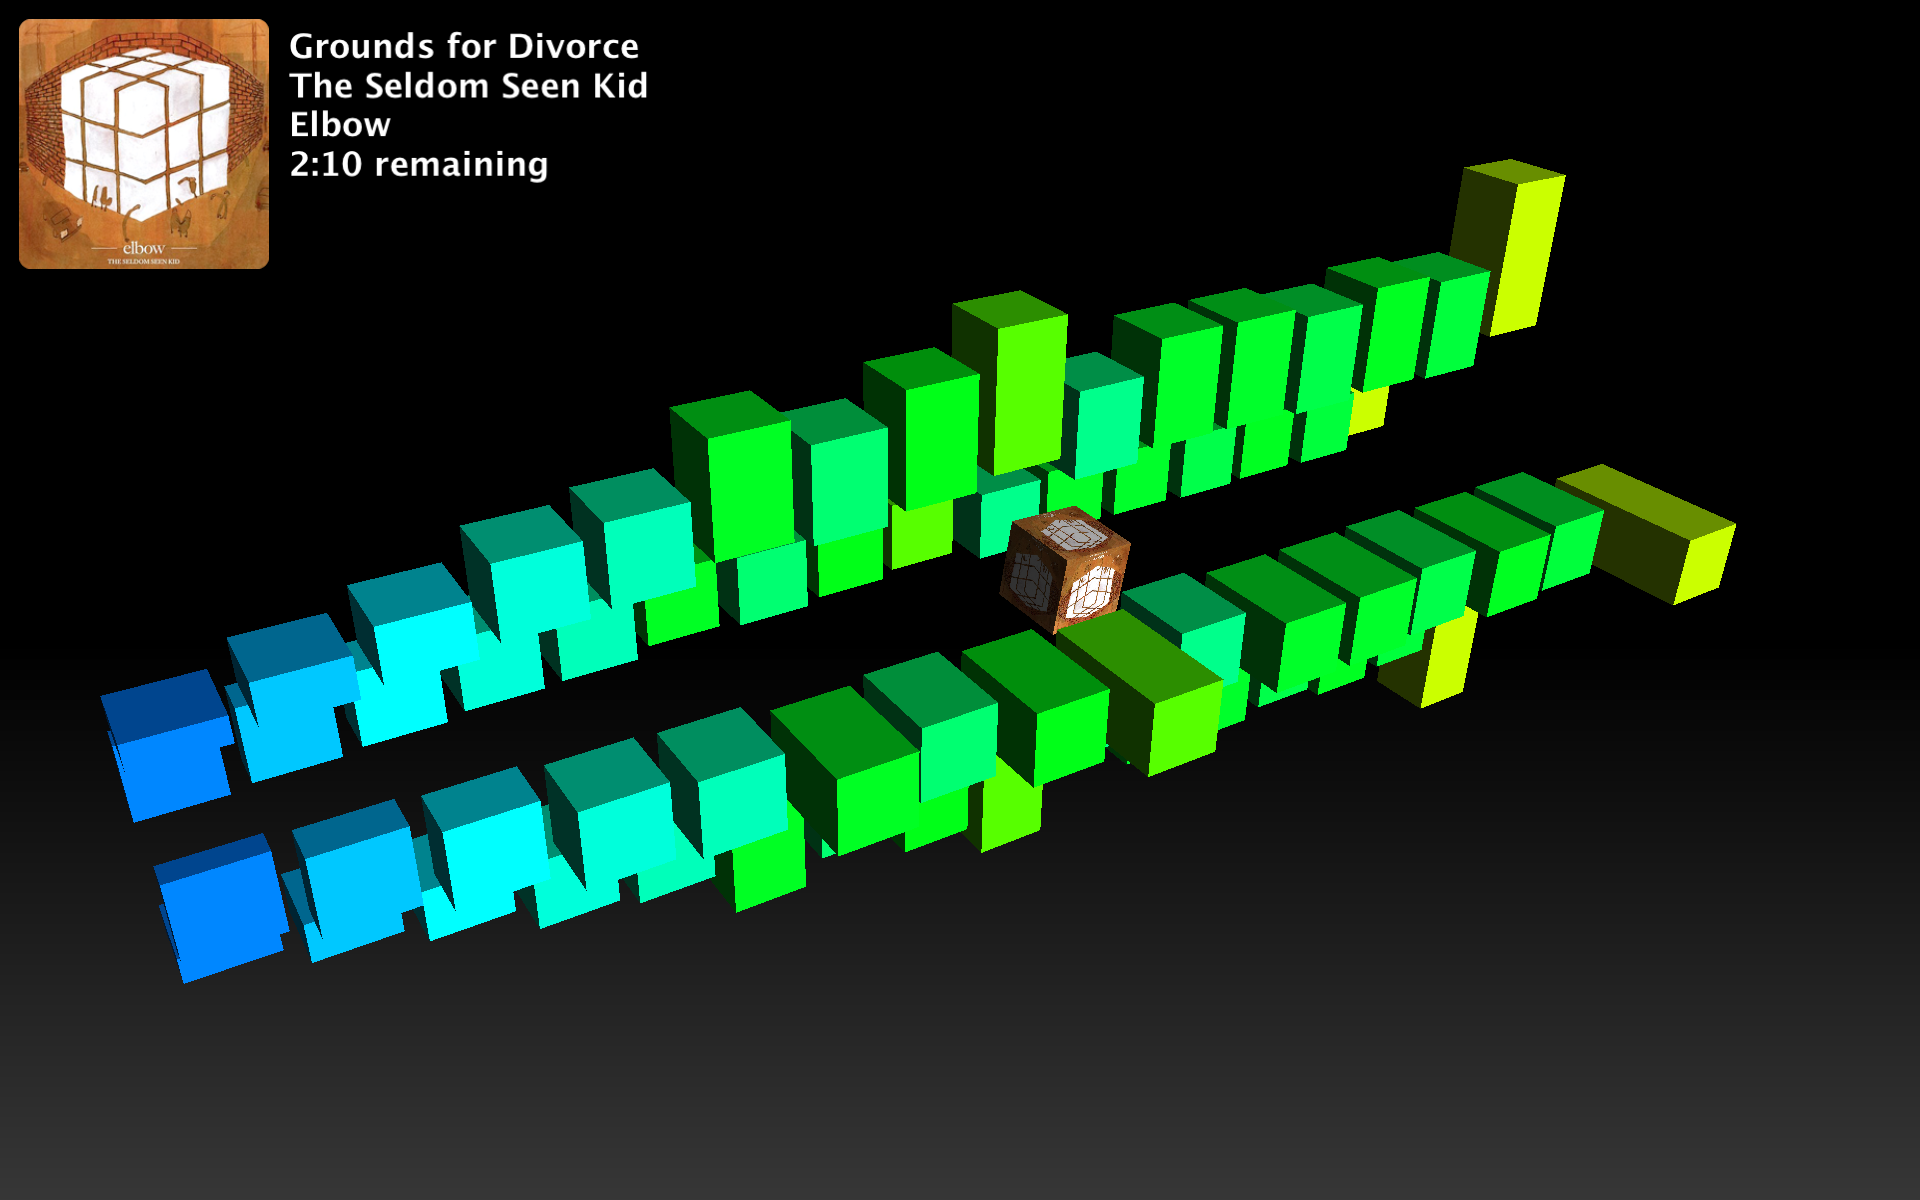 Grounds for Divorce
The Seldom Seen Kid
Elbow
2:10 remaining
elbow
THE SELDOM SEEN KID